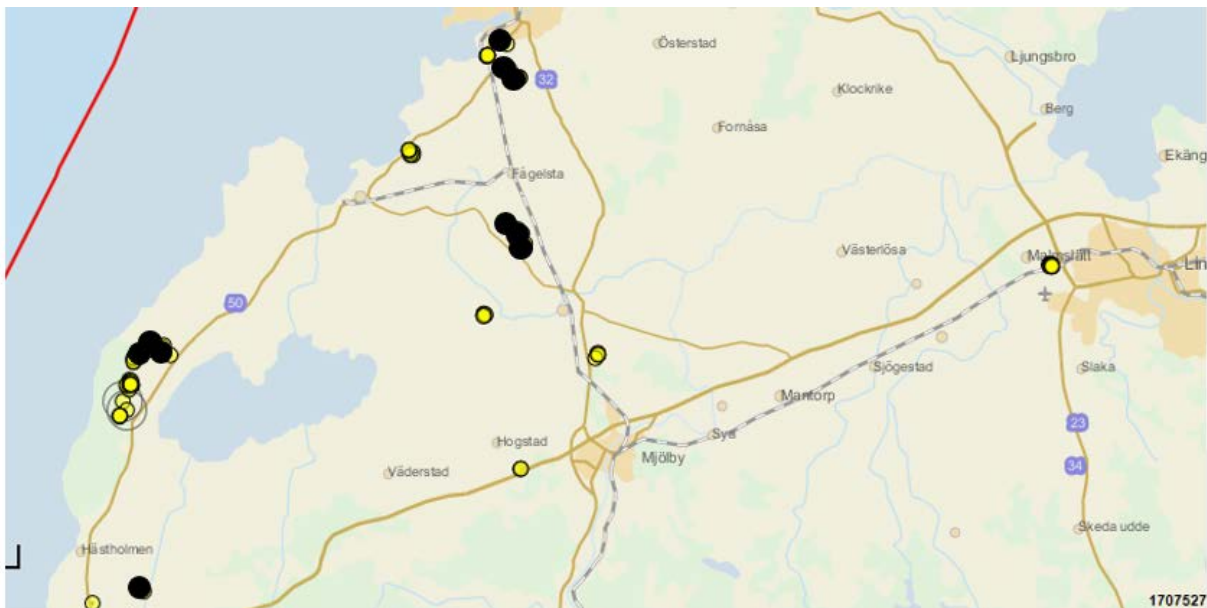 Österstad
Ljungsbro
32
Klockrike
Berg
Fornåsa
Ekäng
Fågelsta
Västerlösa
Malmslätt
Lin
50
Sjögestad
Slaka
Mantorp
23
Sya
Hogstad
Mjölby
Väderstad
34
Skeda udde
Hästholmen
1707527